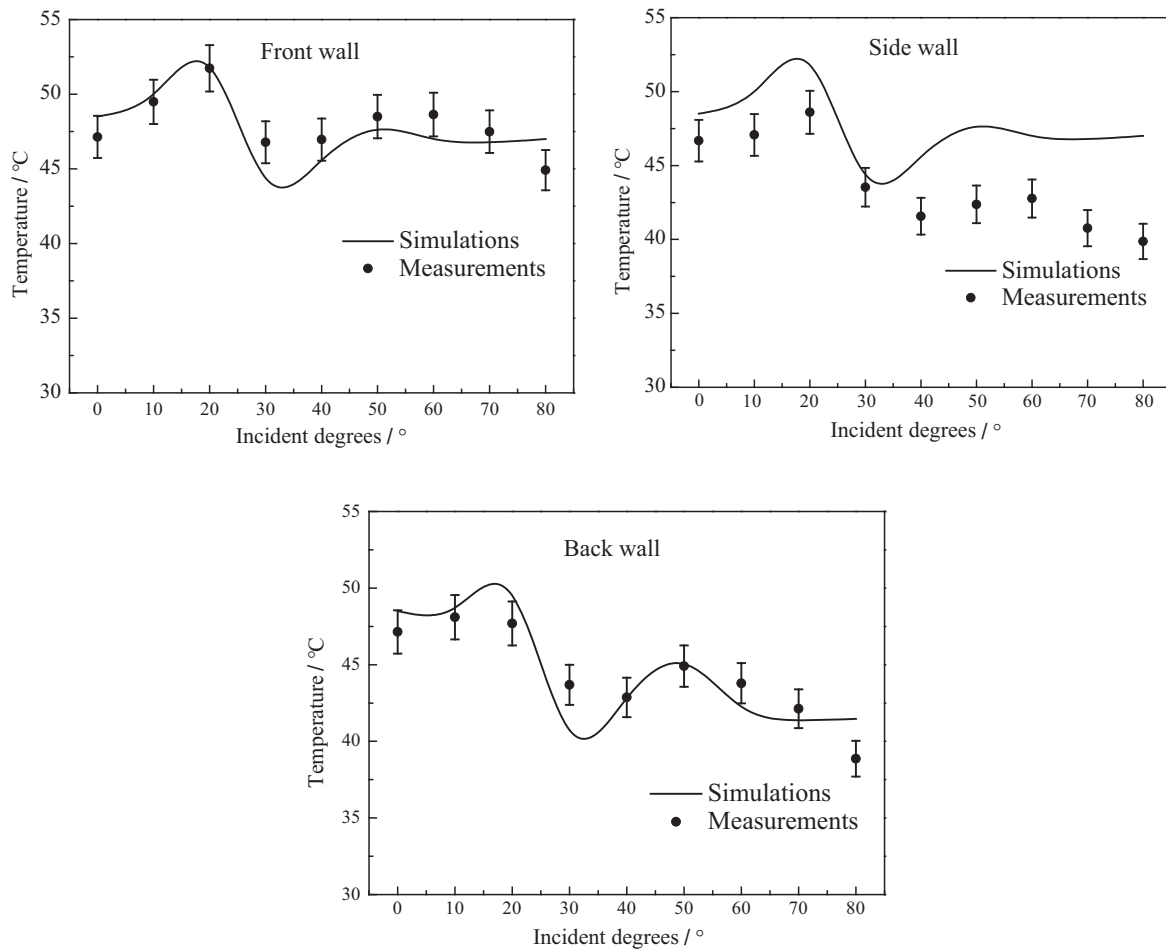 Front wall
55
50
45
40
35
30
Temperature / °C
Simulations
Measurements
0 10 20 30 40 50 60 70 80
Incident degrees / °
Side wall
55
50
45
40
35
30
Temperature / °C
Simulations
Measurements
0 10 20 30 40 50 60 70 80
Incident degrees / °
Back wall
55
50
45
40
35
30
Temperature / °C
Simulations
Measurements
0 10 20 30 40 50 60 70 80
Incident degrees / °